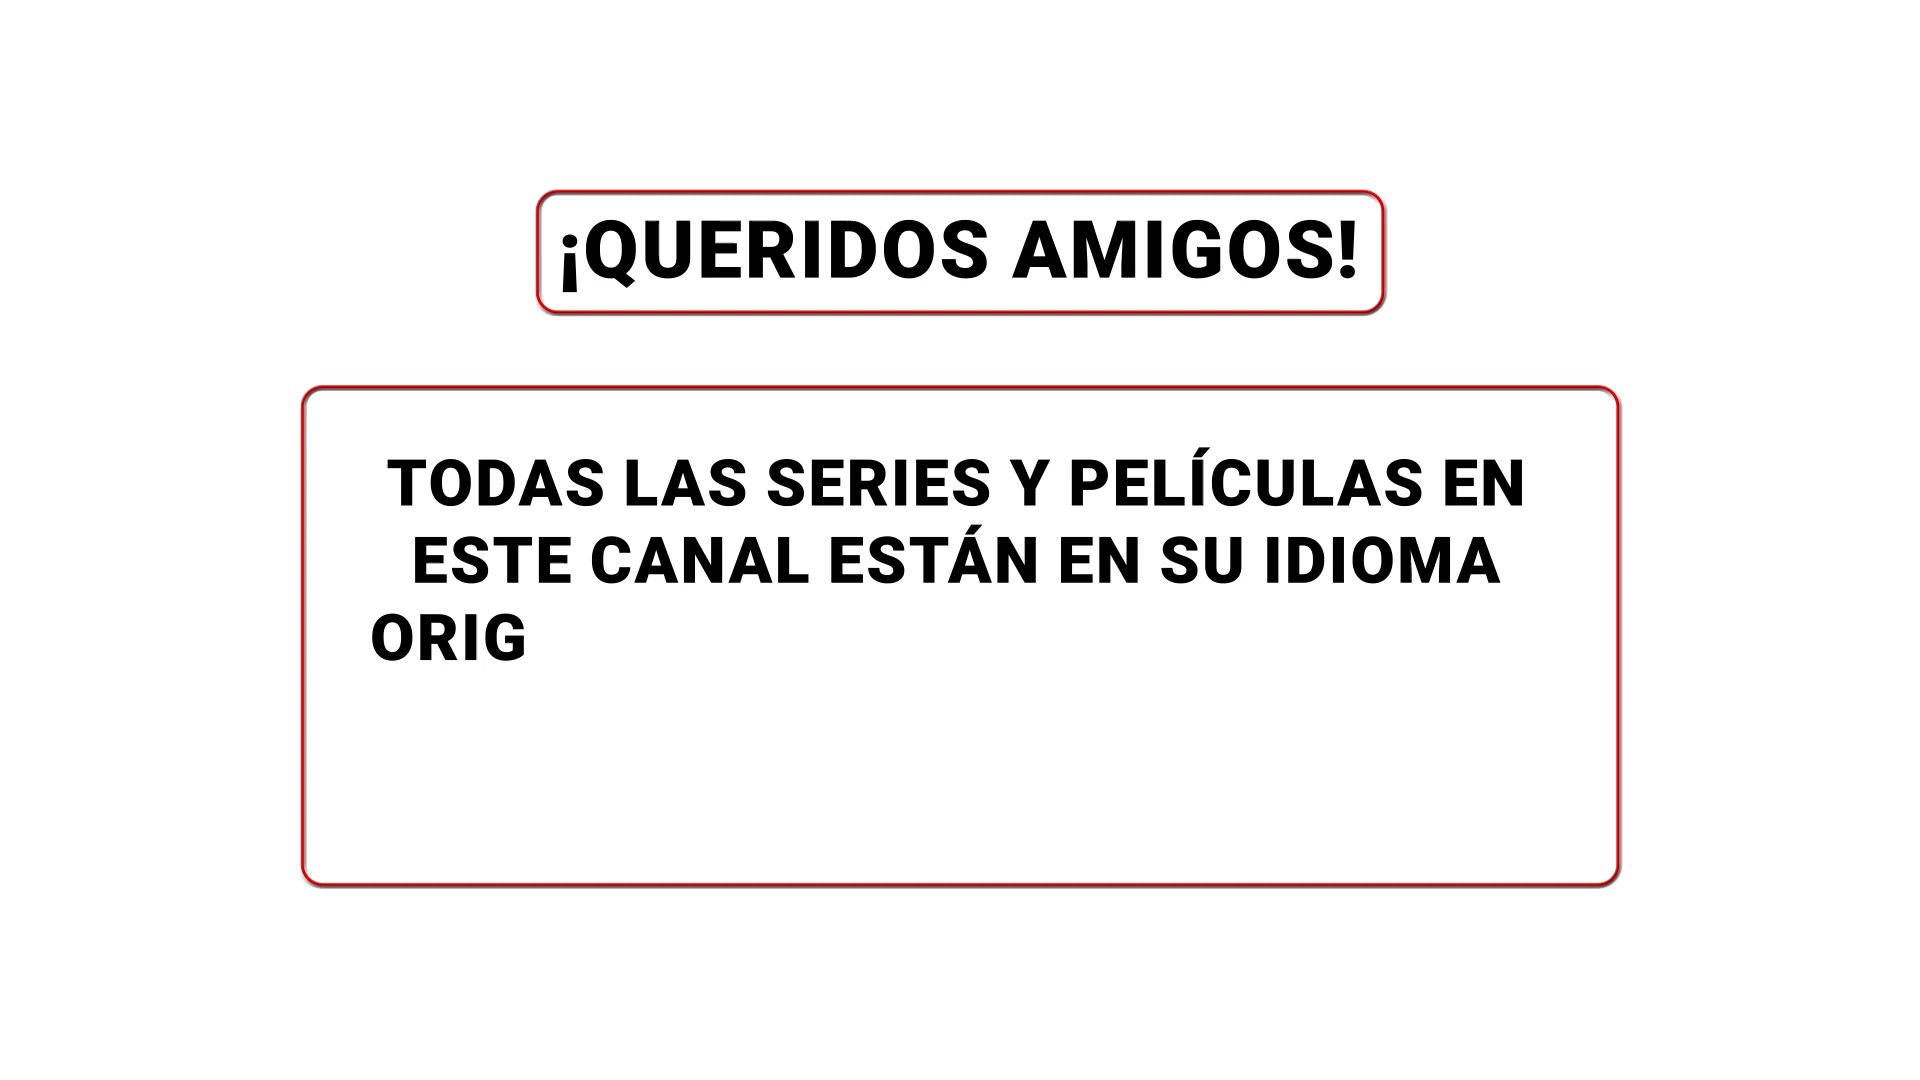 ¡QUERIDOS AMIGOS!
TODAS LAS SERIES Y PELÍCULAS EN
ESTE CANAL ESTÁN EN SU IDIOMA
ORIG